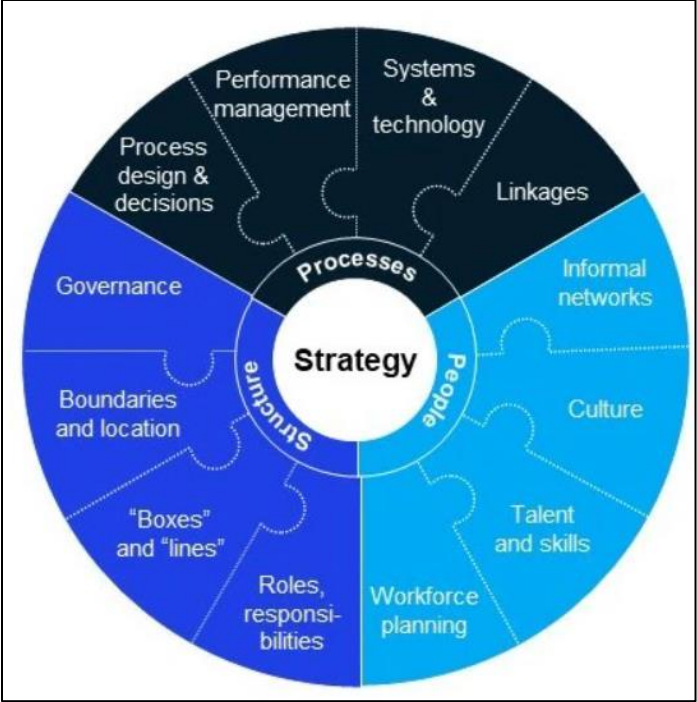 Performance
management
Systems
&
technology
Process
design &
decisions
Linkages
Processes
Governance
Informal
networks
Strategy
Structure
People
Boundaries
and location
Culture
“Boxes”
and “lines”
Talent
and skills
Roles,
responsi-
bilities
Workforce
planning